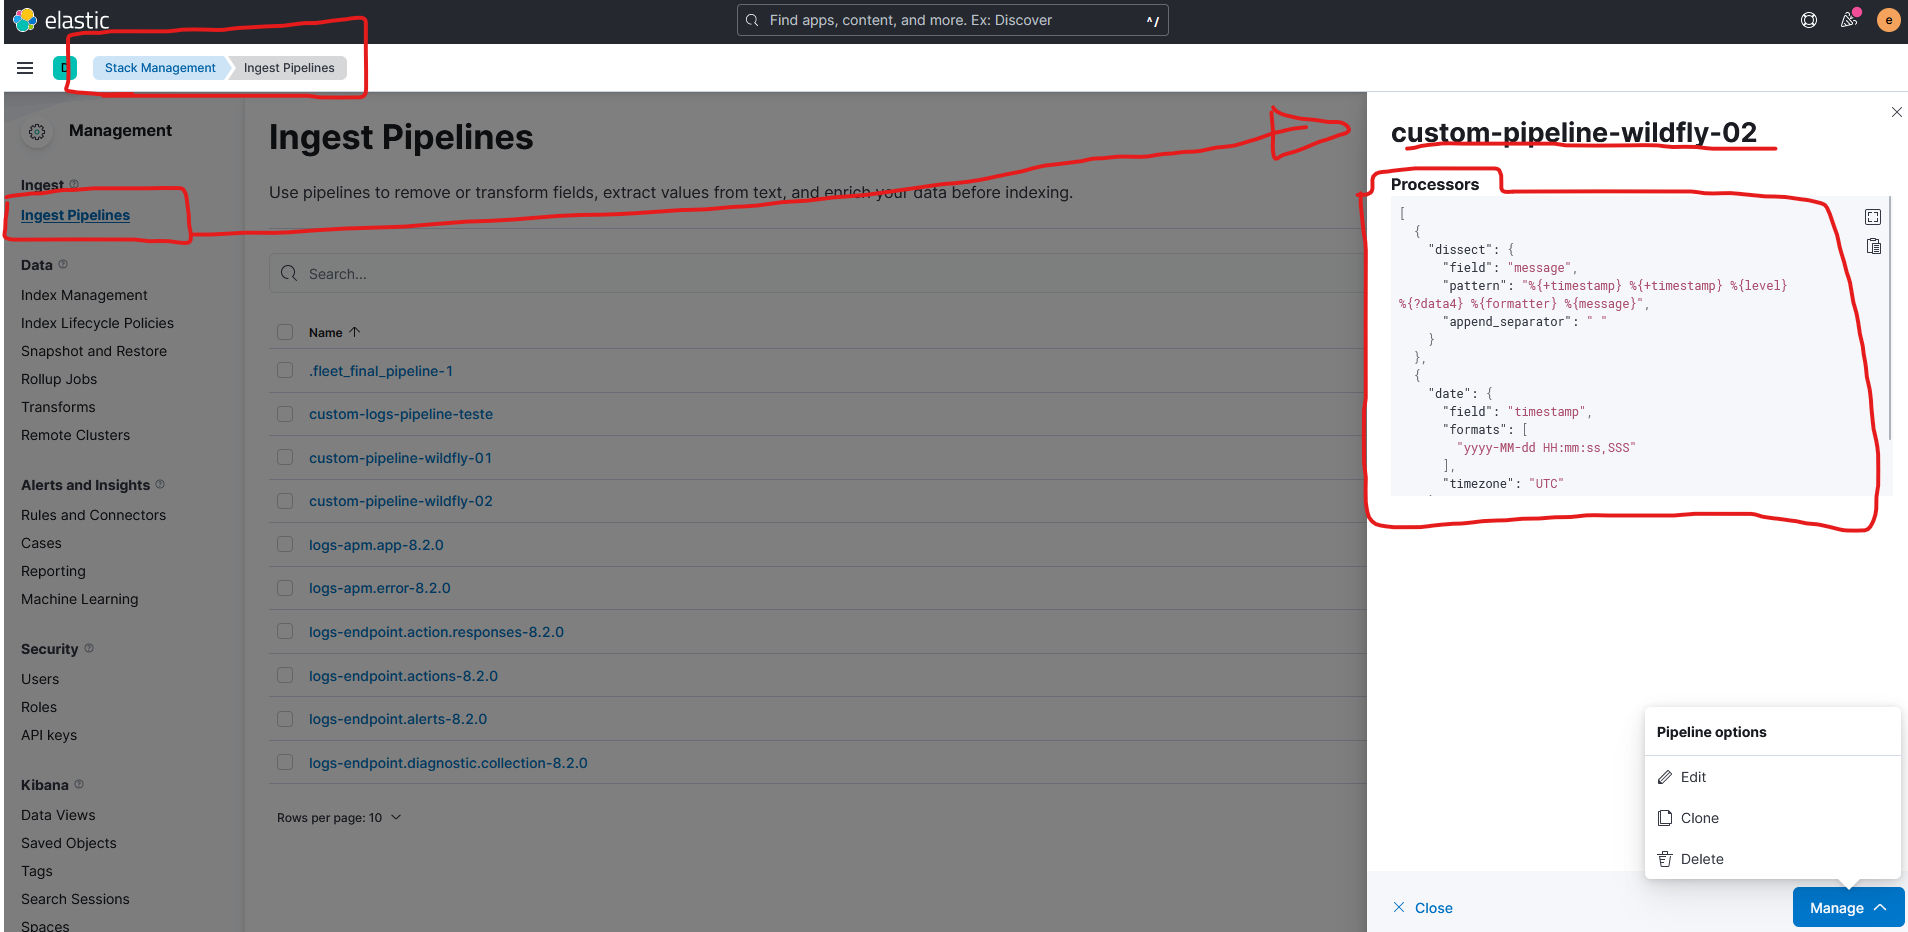 elastic
Find apps, content, and more. Ex: Discover
^/
e
D
Stack Management
Ingest Pipelines
Management
Ingest
Ingest Pipelines
Data
Index Management
Index Lifecycle Policies
Snapshot and Restore
Rollup Jobs
Transforms
Remote Clusters
Alerts and Insights
Rules and Connectors
Cases
Reporting
Machine Learning
Security
Users
Roles
API keys
Kibana
Data Views
Saved Objects
Tags
Search Sessions
Spaces
Ingest Pipelines
Use pipelines to remove or transform fields, extract values from text, and enrich your data before indexing.
Search...
Name
.fleet_final_pipeline-1
custom-logs-pipeline-teste
custom-pipeline-wildfly-01
custom-pipeline-wildfly-02
logs-apm.app-8.2.0
logs-apm.error-8.2.0
logs-endpoint.action.responses-8.2.0
logs-endpoint.actions-8.2.0
logs-endpoint.alerts-8.2.0
logs-endpoint.diagnostic.collection-8.2.0
Rows per page: 10
custom-pipeline-wildfly-02
Processors
[
{
"dissect": {
"field": "message",
"pattern": "%{+timestamp} %{+timestamp} %{level}
%{?data4} %{formatter} %{message}",
"append_separator": " "
}
},
{
"date": {
"field": "timestamp",
"formats": [
"yyyy-MM-dd HH:mm:ss,SSS"
],
"timezone": "UTC"
Pipeline options
Edit
Clone
Delete
Close
Manage